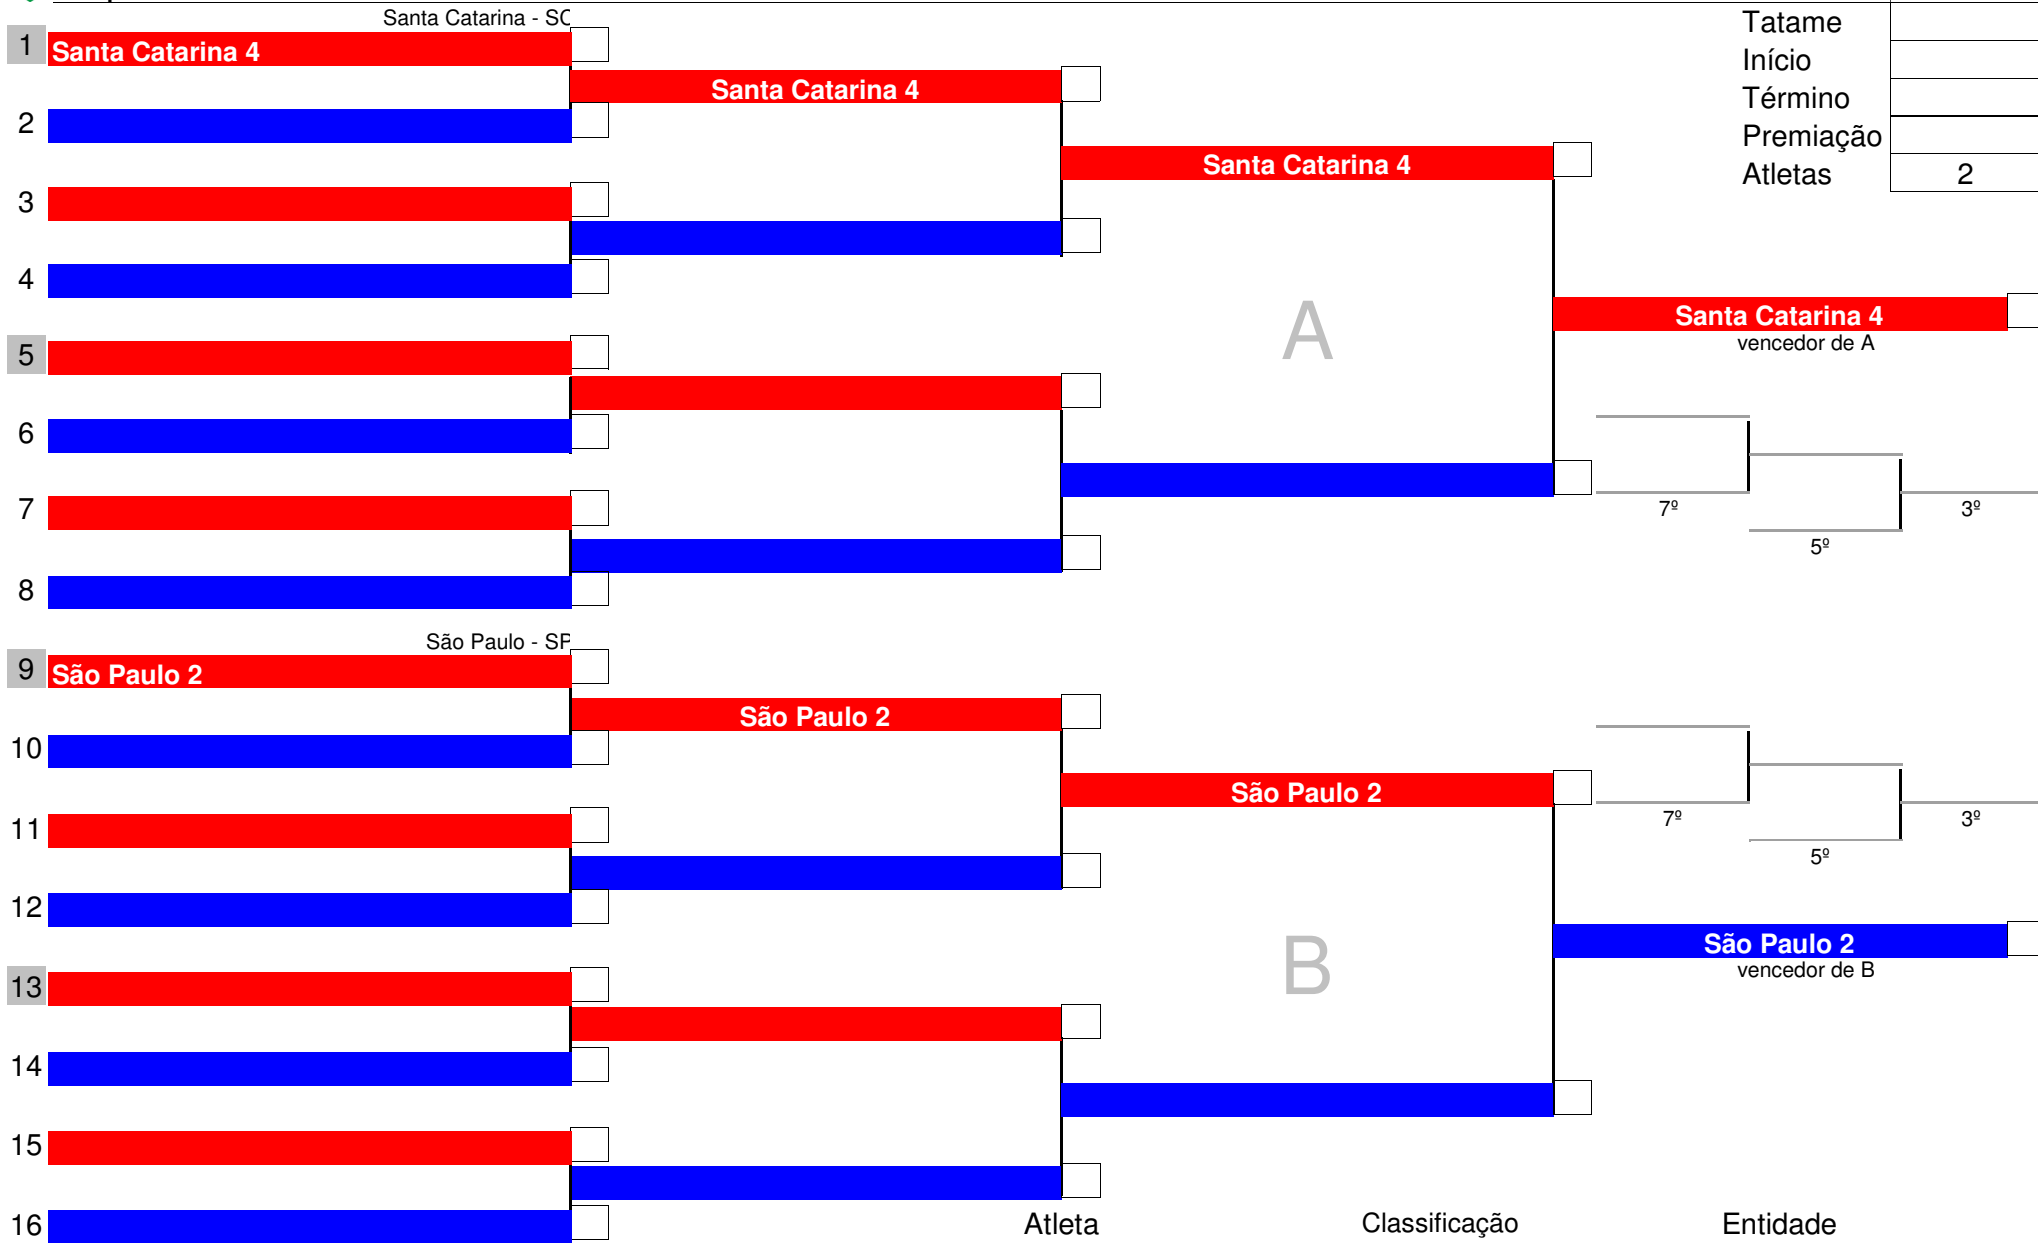 Santa Catarina - SC
Tatame
1 Santa Catarina 4
Início
Santa Catarina 4
Término
2
Premiação
Santa Catarina 4
Atletas 2
3
4
A
Santa Catarina 4
vencedor de A
5
6
7
7º
3º
5º
8
São Paulo - SP
9 São Paulo 2
São Paulo 2
10
São Paulo 2
11
7º
3º
5º
12
B
São Paulo 2
vencedor de B
13
14
15
16
Atleta
Classificação
Entidade